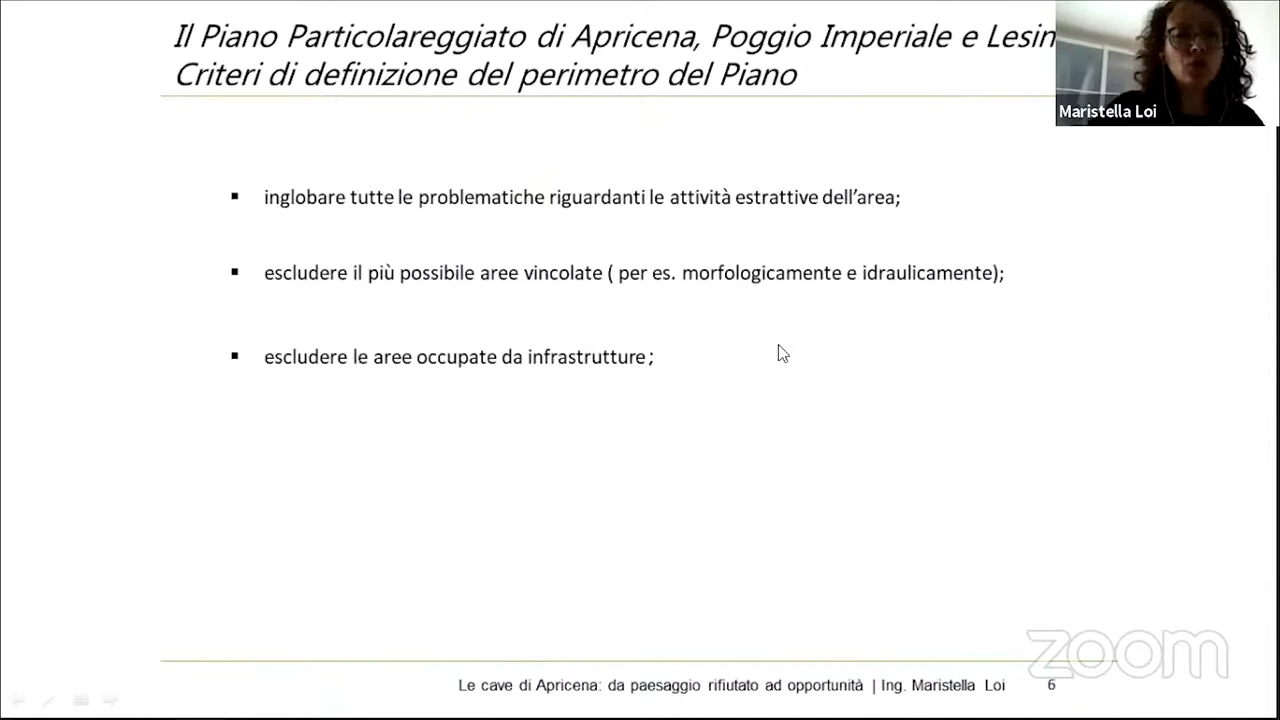 Il Piano Particolareggiato di Apricena, Poggio Imperiale e Lesin
Criteri di definizione del perimetro del Piano
Maristella Loi
▪ inglobare tutte le problematiche riguardanti le attività estrattive dell’area;
▪ escludere il più possibile aree vincolate ( per es. morfologicamente e idraulicamente);
▪ escludere le aree occupate da infrastrutture;
zoom
Le cave di Apricena: da paesaggio rifiutato ad opportunità | Ing. Maristella Loi 6